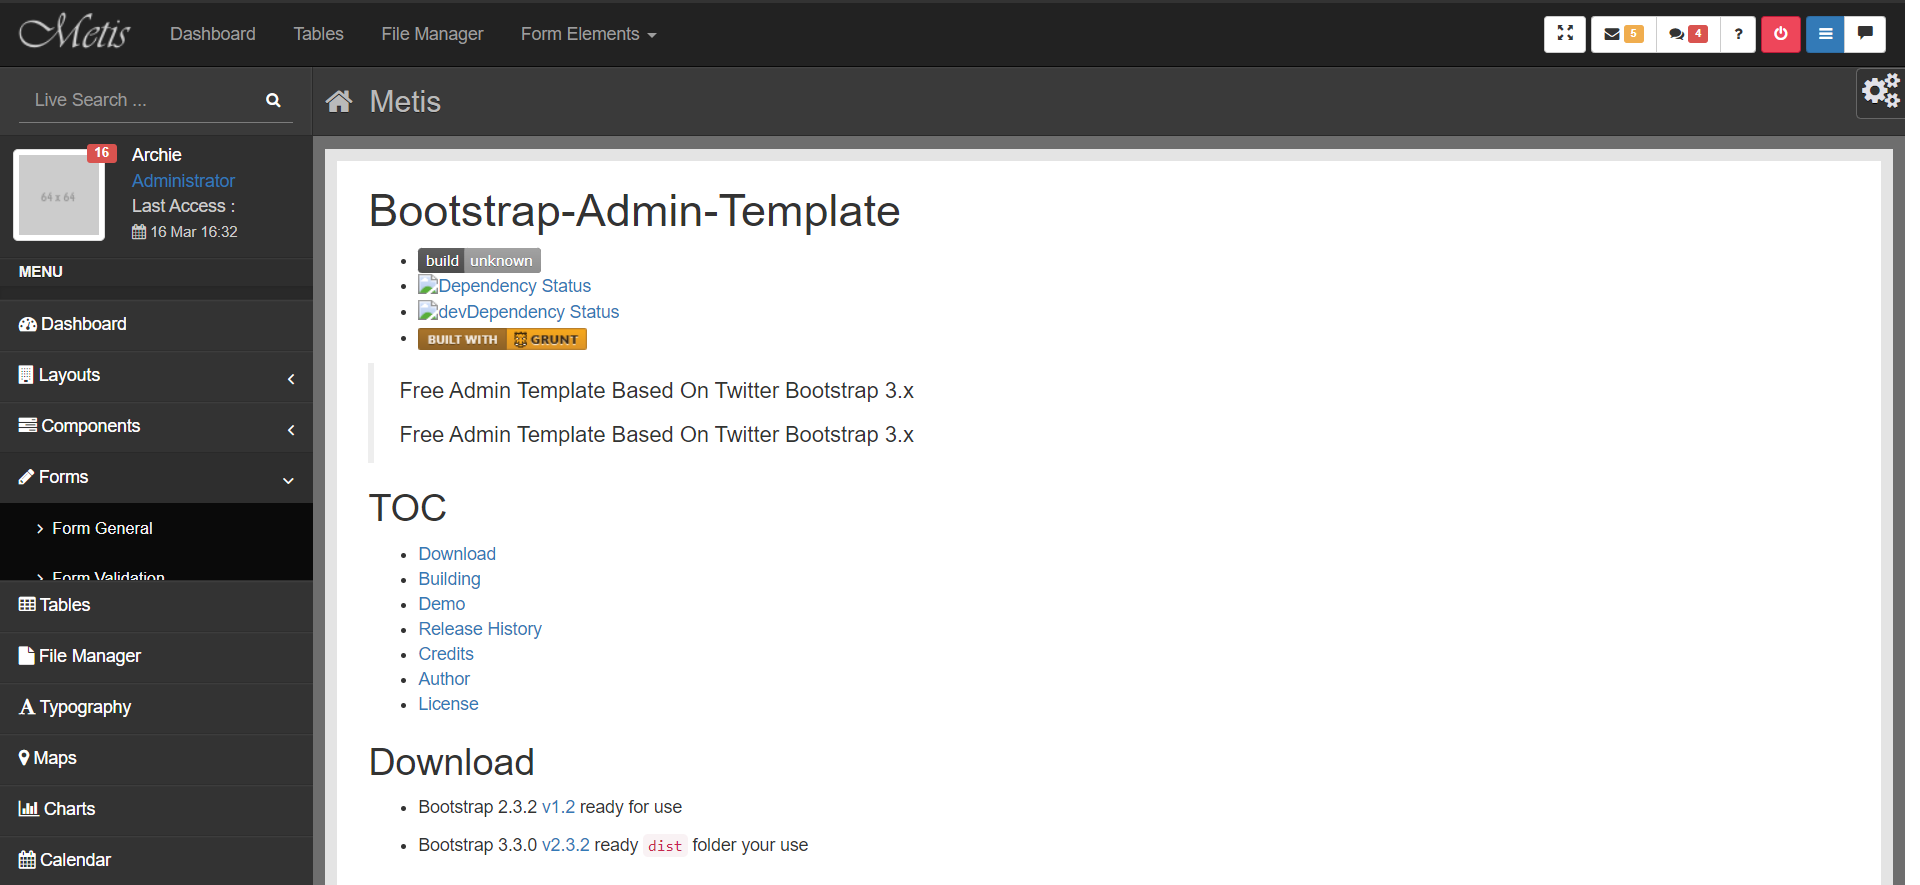 Metis Dashboard Tables File Manager Form Elements 5 4 ?
Live Search ...
Metis
16
64 x 64
Archie
Administrator
Last Access :
16 Mar 16:32
MENU
Dashboard
Layouts
Components
Forms
Form General
Form Validation
Tables
File Manager
Typography
Maps
Charts
Calendar
Bootstrap-Admin-Template
build unknown
Dependency Status
devDependency Status
BUILT WITH GRUNT
Free Admin Template Based On Twitter Bootstrap 3.x
Free Admin Template Based On Twitter Bootstrap 3.x
TOC
Download
Building
Demo
Release History
Credits
Author
License
Download
Bootstrap 2.3.2 v1.2 ready for use
Bootstrap 3.3.0 v2.3.2 ready dist folder your use